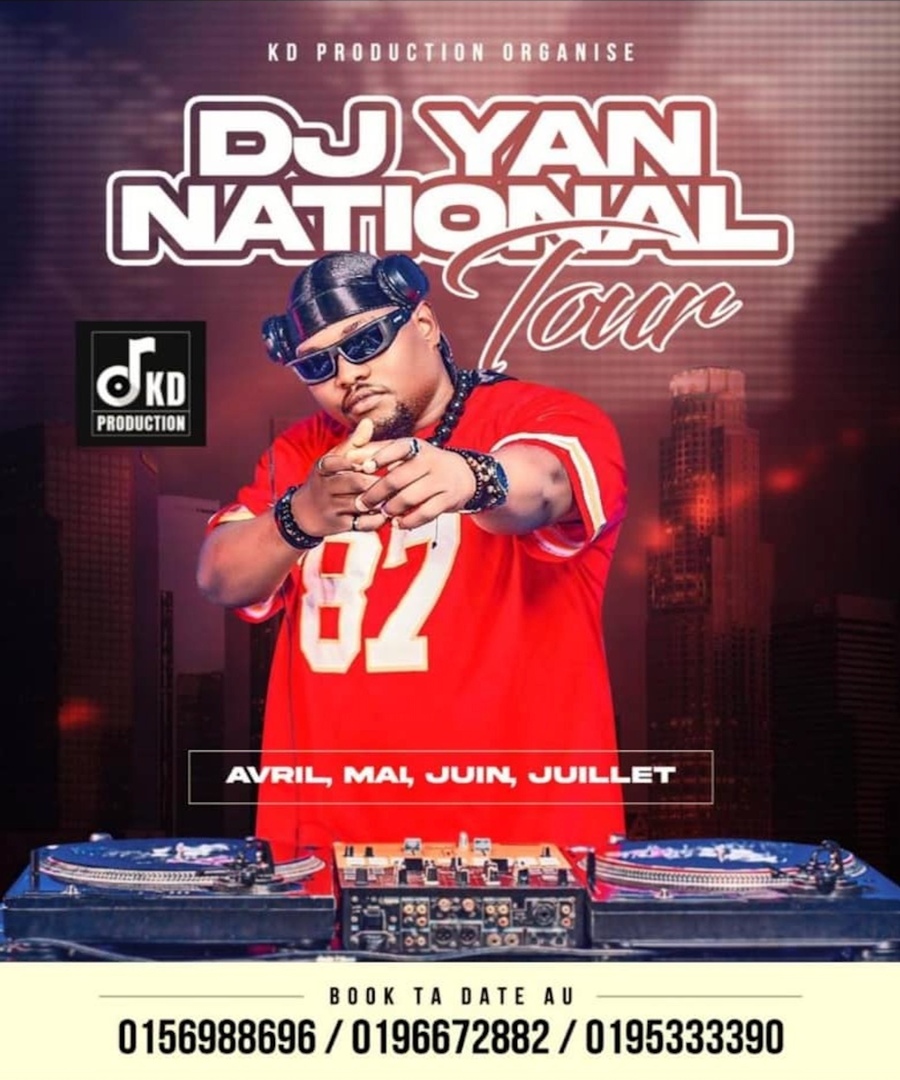 KD PRODUCTION ORGANISE
DJ YAN
NATIONAL
Tour
KD
PRODUCTION
87
AVRIL, MAI, JUIN, JUILLET
BOOK TA DATE AU
0156988696 / 0196672882 / 0195333390